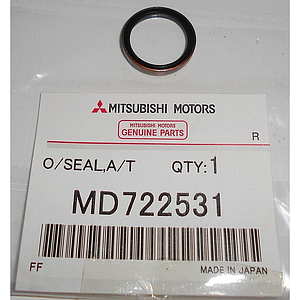 MITSUBISHI MOTORS
MITSUBISHI MOTORS
GENUINE PARTS
R
O/SEAL,A/T QTY:1
MD722531
FF MADE IN JAPAN